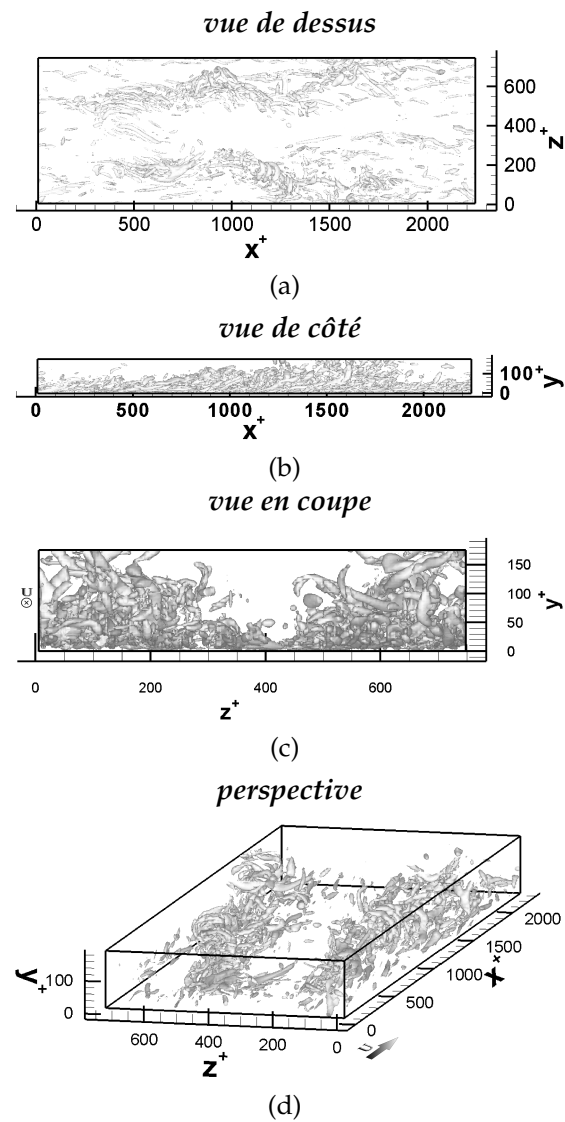 vue de dessus
600
400
200
0
z+
0 500 1000 1500 2000
x+
(a)
vue de côté
100
0
y+
0 500 1000 1500 2000
x+
(b)
vue en coupe
U
150
100
50
0
y+
0 200 400 600
z+
(c)
perspective
y+
100
0
600 400 200 0
z+
0 500 1000 1500 2000
x+
U
(d)